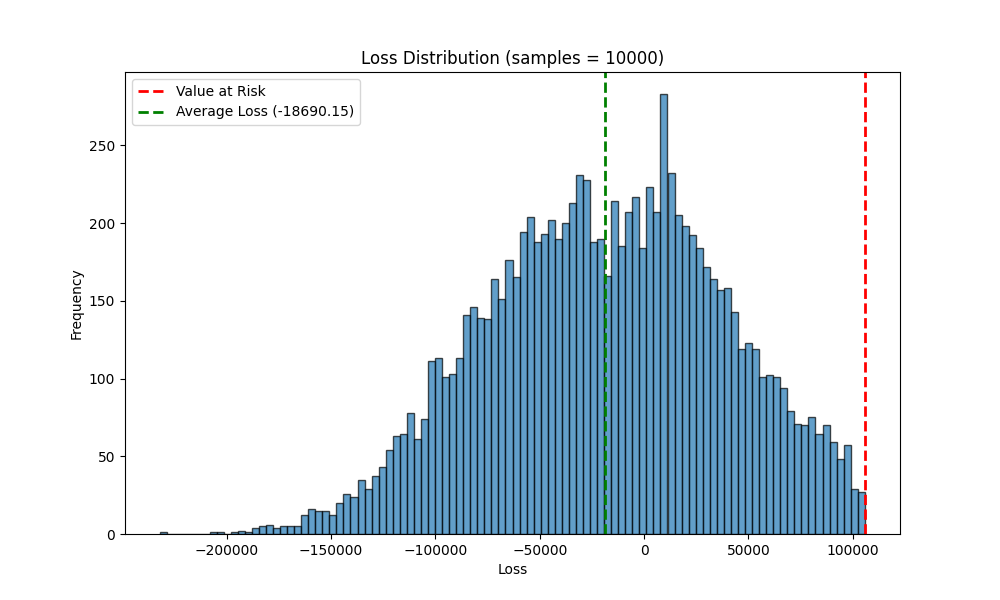 Loss Distribution (samples = 10000)
Value at Risk
Average Loss (-18690.15)
250
200
150
100
50
0
Frequency
−200000 −150000 −100000 −50000 0 50000 100000
Loss